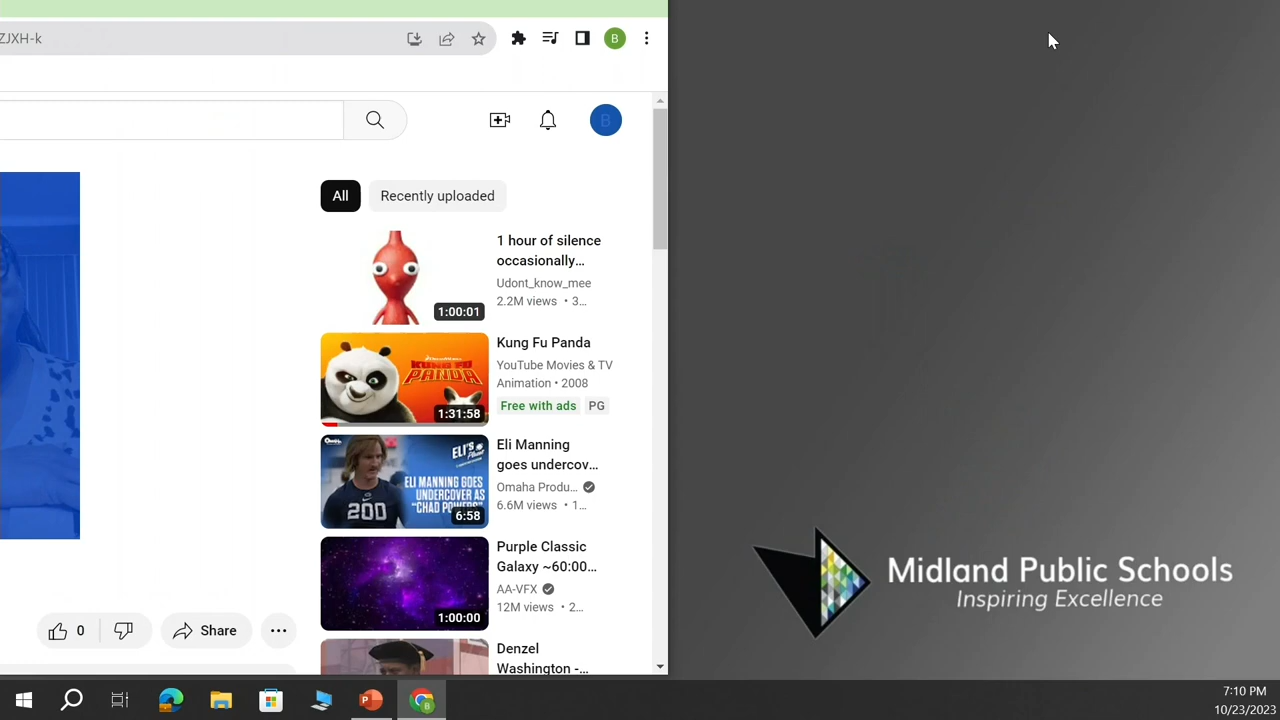 ZJXH-k
B
B
All
Recently uploaded
1 hour of silence
occasionally…
Udont_know_mee
2.2M views • 3…
1:00:01
Kung Fu Panda
YouTube Movies & TV
Animation • 2008
Free with ads PG
KUNG FU
PANDA
1:31:58
Eli Manning
goes undercov…
Omaha Produ…
6.6M views • 1…
ELI MANNING GOES
UNDERCOVER AS
"CHAD POWERS"
200
6:58
Purple Classic
Galaxy ~60:00…
AA-VFX
12M views • 2…
1:00:00
0
Share
Denzel
Washington -…
Midland Public Schools
Inspiring Excellence
7:10 PM
10/23/2023